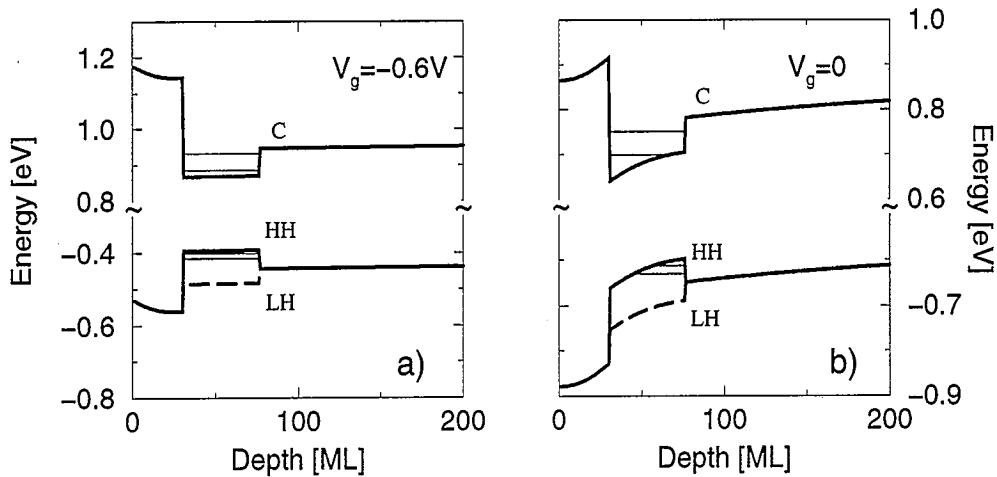 1.2
1.0
0.8
−0.4
−0.6
−0.8
Energy [eV]
V_g=−0.6V
C
HH
LH
a)
0
100
200
Depth [ML]
~
~
V_g=0
C
HH
LH
b)
0
100
200
Depth [ML]
~
~
1.0
0.8
0.6
−0.7
−0.9
Energy [eV]